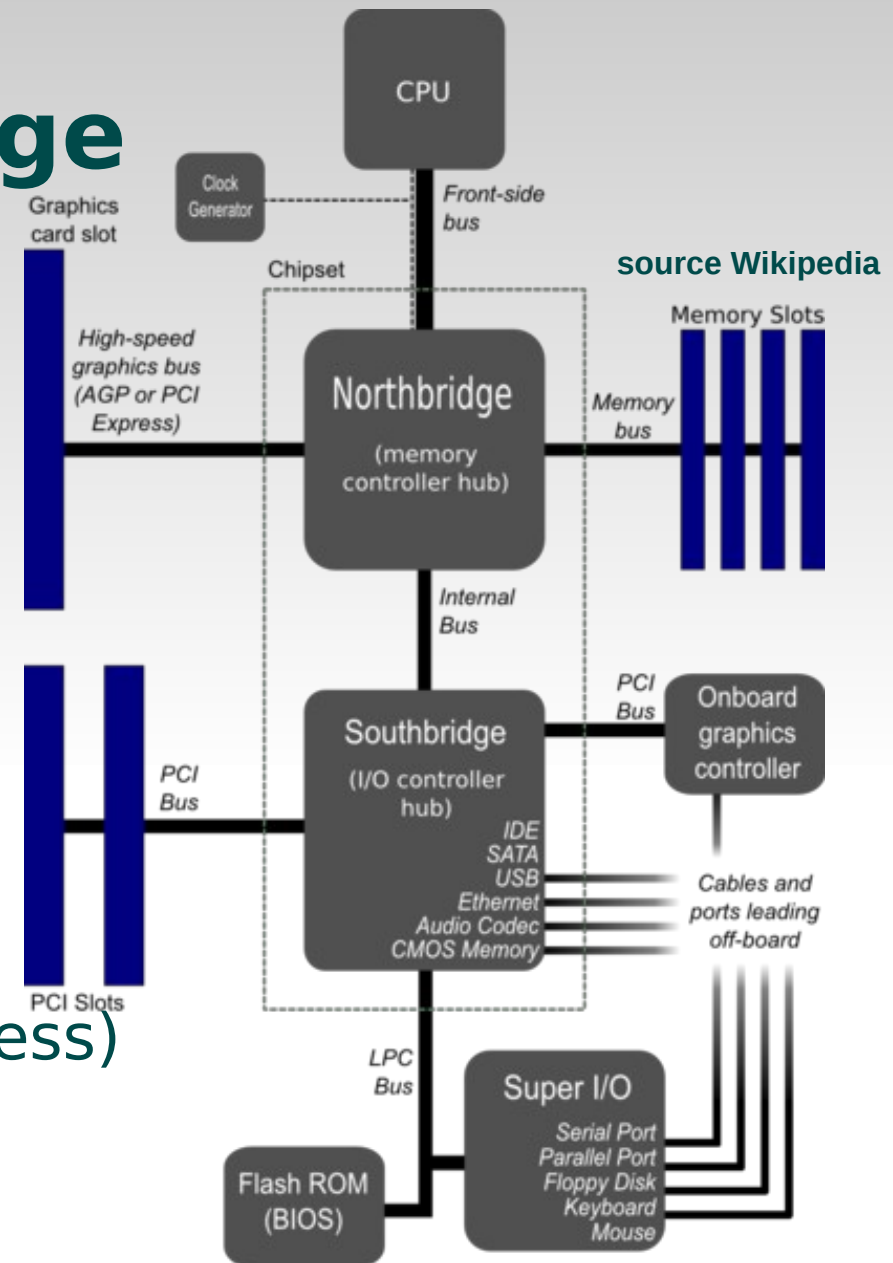 CPU
ge
Clock
Generator
Front-side
bus
Graphics
card slot
source Wikipedia
Chipset
Memory Slots
High-speed
graphics bus
(AGP or PCI
Express)
Northbridge
(memory
controller hub)
Memory
bus
Internal
Bus
PCI
Bus
Onboard
graphics
controller
Southbridge
(I/O controller
hub)
PCI
Bus
IDE
SATA
USB
Ethernet
Audio Codec
CMOS Memory
Cables and
ports leading
off-board
PCI Slots
ess)
LPC
Bus
Super I/O
Serial Port
Parallel Port
Floppy Disk
Keyboard
Mouse
Flash ROM
(BIOS)